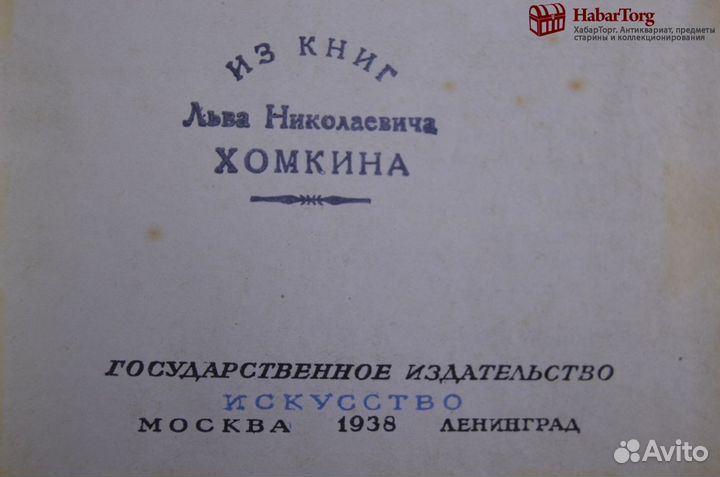 HabarTorg
ХабарТорг. Антиквариат, предметы
старины и коллекционирования
ИЗ КНИГ
Льва Николаевича
ХОМКИНА
ГОСУДАРСТВЕННОЕ ИЗДАТЕЛЬСТВО
ИСКУССТВО
МОСКВА 1938 ЛЕНИНГРАД
Avito